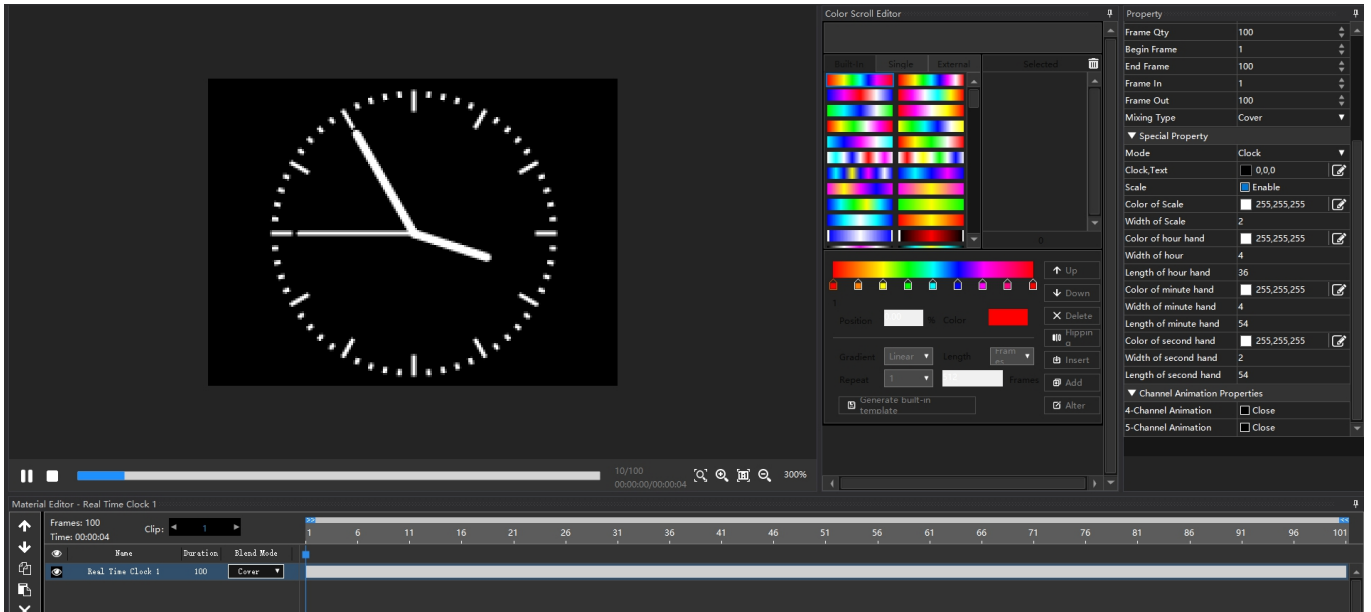 Color Scroll Editor
Built-In Single External Selected
0
1
Position % Color
Gradient Linear Length Fram es
Repeat 1 Frames
Generate built-in template
Up
Down
Delete
Flippin g
Insert
Add
Alter
Property
Frame Qty 100
Begin Frame 1
End Frame 100
Frame In 1
Frame Out 100
Mixing Type Cover
Special Property
Mode Clock
Clock,Text 0,0,0
Scale Enable
Color of Scale 255,255,255
Width of Scale 2
Color of hour hand 255,255,255
Width of hour 4
Length of hour hand 36
Color of minute hand 255,255,255
Width of minute hand 4
Length of minute hand 54
Color of second hand 255,255,255
Width of second hand 2
Length of second hand 54
Channel Animation Properties
4-Channel Animation Close
5-Channel Animation Close
10/100
00:00:00/00:00:04
300%
Material Editor - Real Time Clock 1
Frames: 100
Time: 00:00:04
Clip: 1
1 6 11 16 21 26 31 36 41 46 51 56 61 66 71 76 81 86 91 96 101
Name Duration Blend Mode
Real Time Clock 1 100 Cover